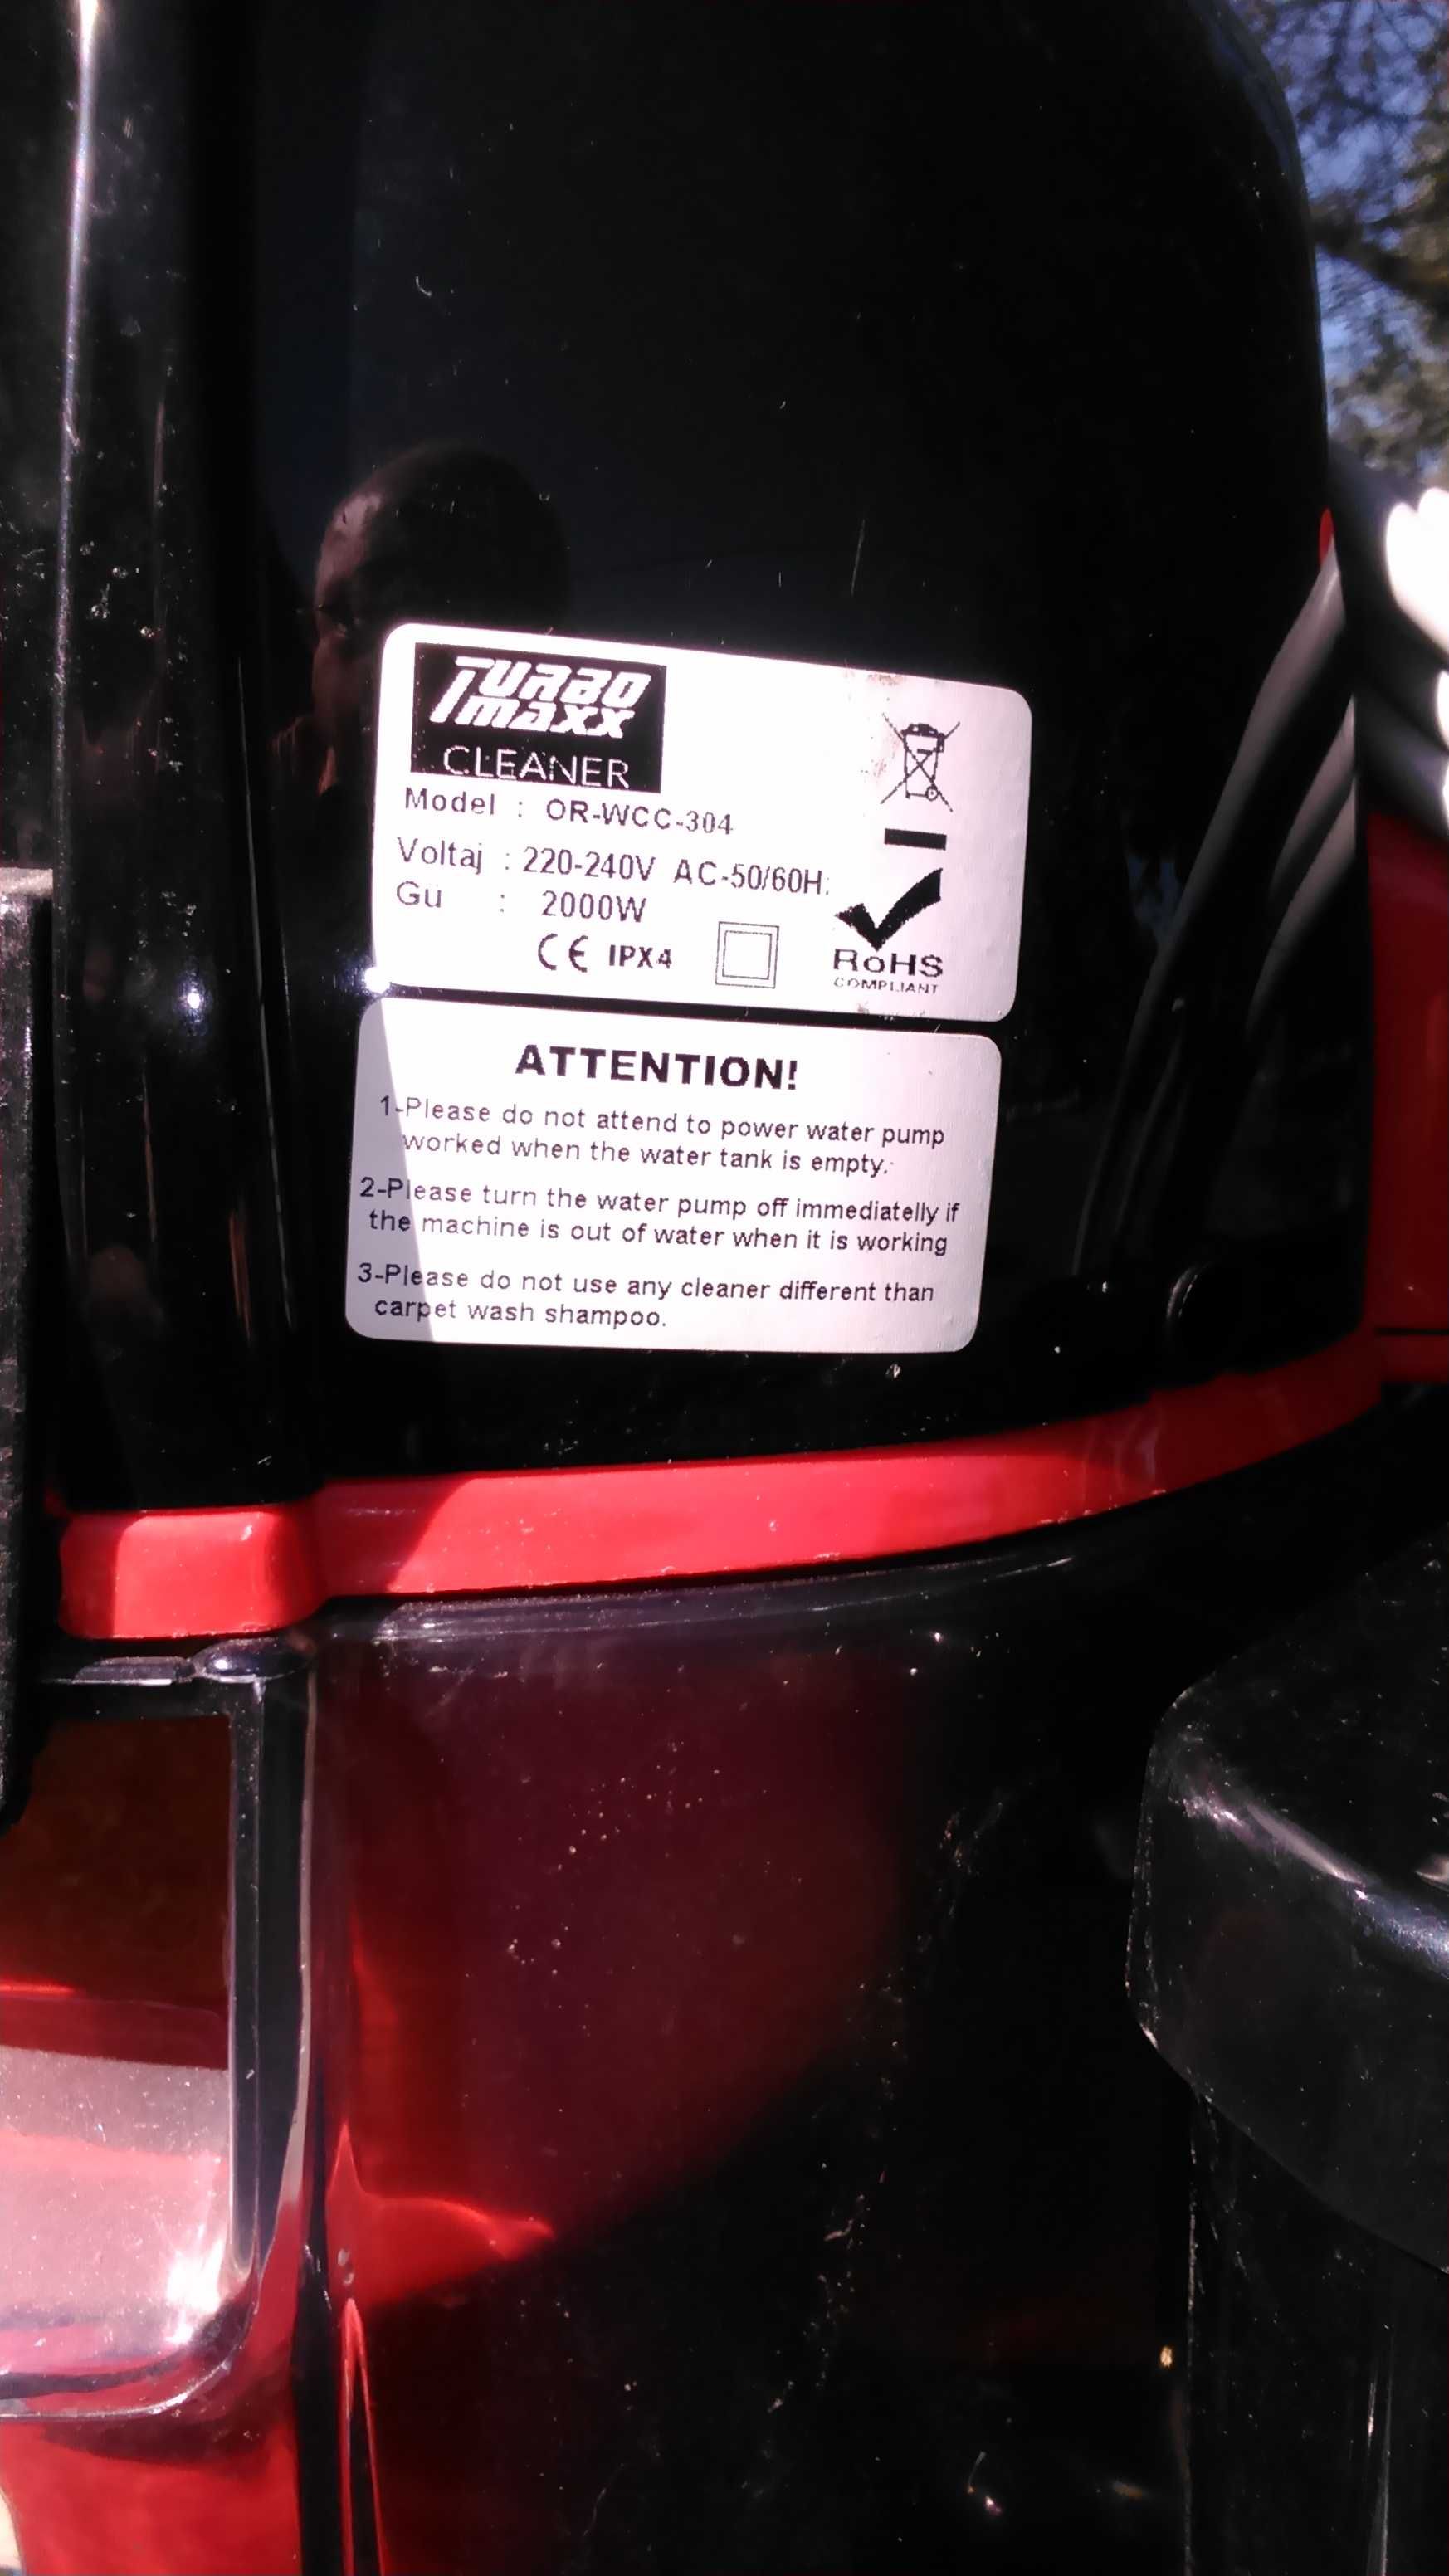 TURBO
maxx
CLEANER
Model : OR-WCC-304
Voltaj : 220-240V AC-50/60H:
Gu : 2000W
CE IPX4
RoHS
COMPLIANT
ATTENTION!
1-Please do not attend to power water pump
worked when the water tank is empty.
2-Please turn the water pump off immediatelly if
the machine is out of water when it is working
3-Please do not use any cleaner different than
carpet wash shampoo.